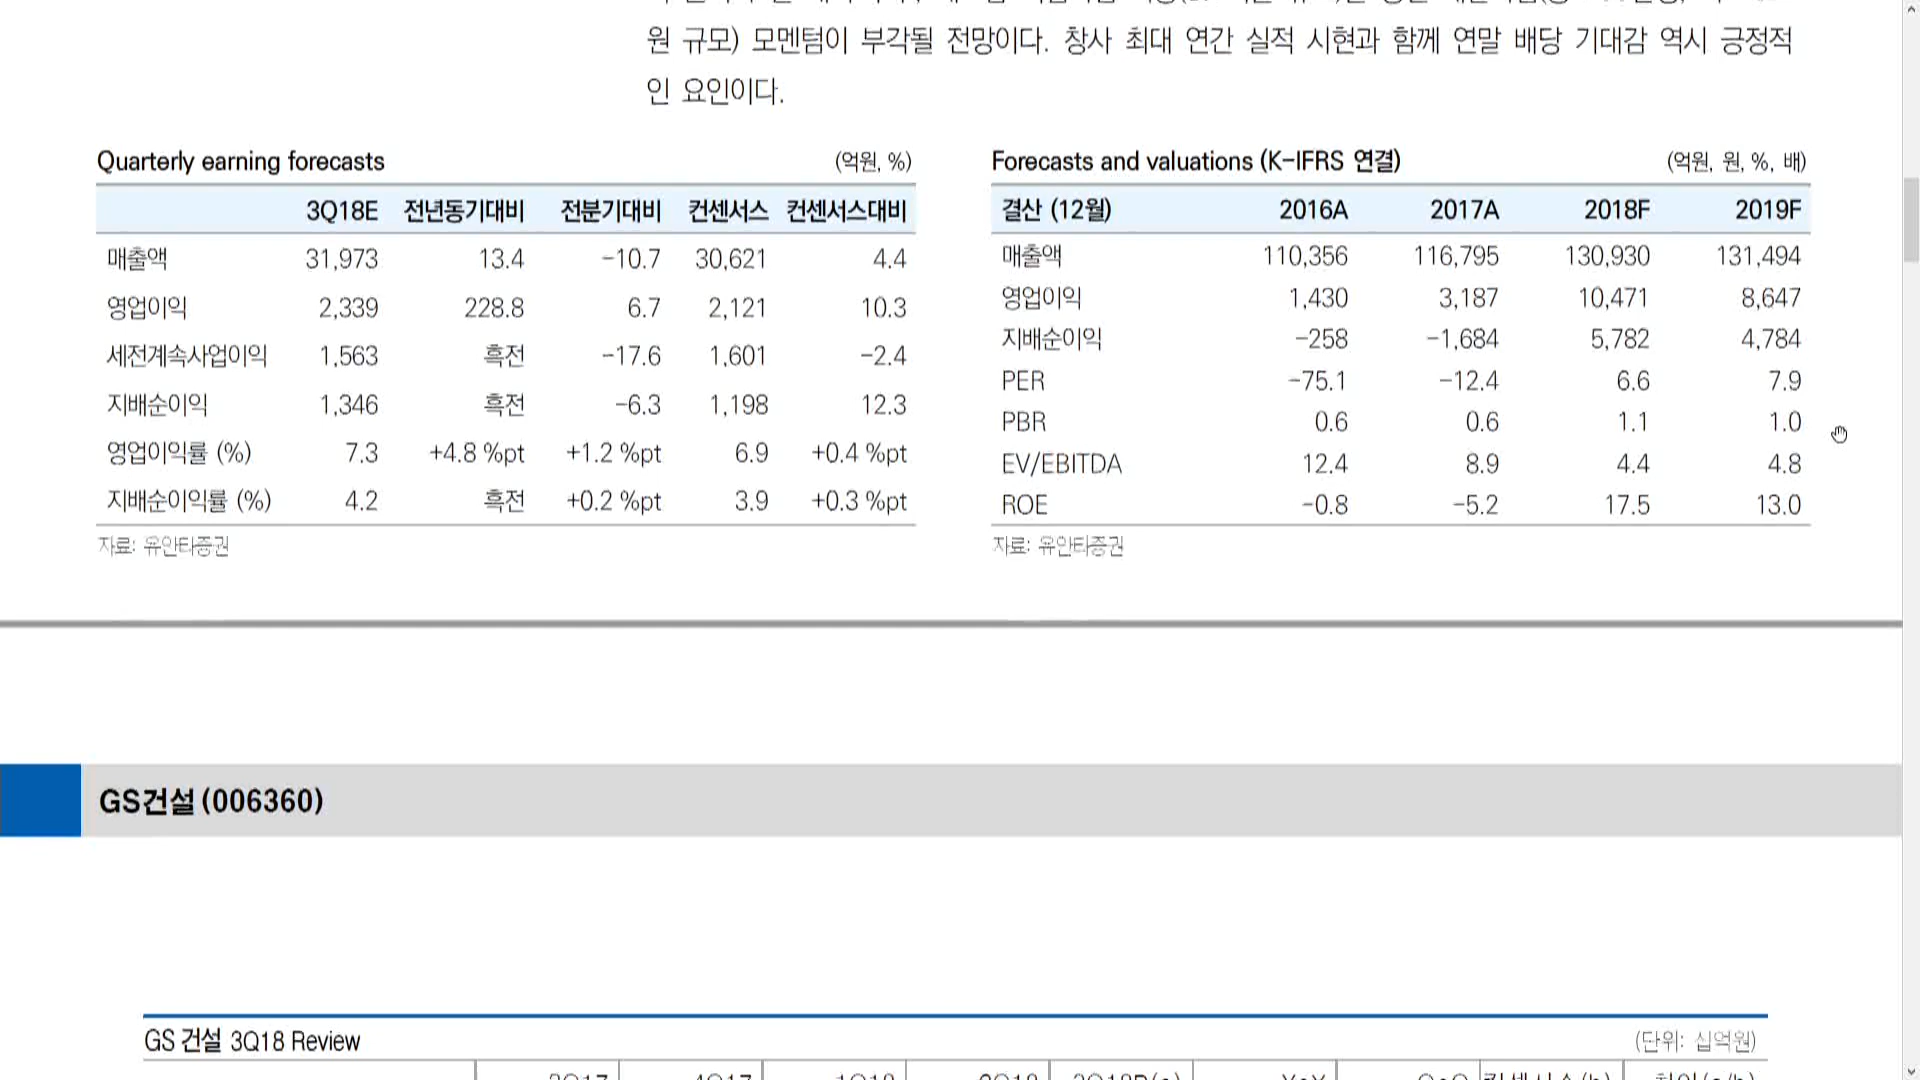 원 규모) 모멘텀이 부각될 전망이다. 창사 최대 연간 실적 시현과 함께 연말 배당 기대감 역시 긍정적
인 요인이다.
Quarterly earning forecasts (억원, %)
3Q18E 전년동기대비 전분기대비 컨센서스 컨센서스대비
매출액 31,973 13.4 -10.7 30,621 4.4
영업이익 2,339 228.8 6.7 2,121 10.3
세전계속사업이익 1,563 흑전 -17.6 1,601 -2.4
지배순이익 1,346 흑전 -6.3 1,198 12.3
영업이익률 (%) 7.3 +4.8 %pt +1.2 %pt 6.9 +0.4 %pt
지배순이익률 (%) 4.2 흑전 +0.2 %pt 3.9 +0.3 %pt
자료: 유안타증권
Forecasts and valuations (K-IFRS 연결) (억원, 원, %, 배)
결산 (12월) 2016A 2017A 2018F 2019F
매출액 110,356 116,795 130,930 131,494
영업이익 1,430 3,187 10,471 8,647
지배순이익 -258 -1,684 5,782 4,784
PER -75.1 -12.4 6.6 7.9
PBR 0.6 0.6 1.1 1.0
EV/EBITDA 12.4 8.9 4.4 4.8
ROE -0.8 -5.2 17.5 13.0
자료: 유안타증권
GS건설 (006360)
GS 건설 3Q18 Review (단위: 십억원)